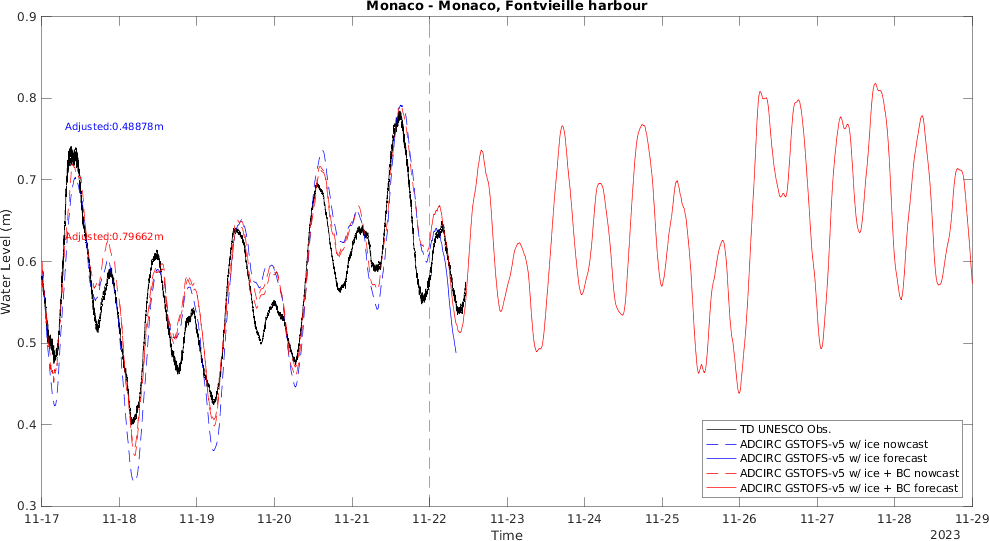 Monaco - Monaco, Fontvieille harbour
Water Level (m)
0.9
0.8
0.7
0.6
0.5
0.4
0.3
Adjusted:0.48878m
Adjusted:0.79662m
TD UNESCO Obs.
ADCIRC GSTOFS-v5 w/ ice nowcast
ADCIRC GSTOFS-v5 w/ ice forecast
ADCIRC GSTOFS-v5 w/ ice + BC nowcast
ADCIRC GSTOFS-v5 w/ ice + BC forecast
11-17 11-18 11-19 11-20 11-21 11-22 11-23 11-24 11-25 11-26 11-27 11-28 11-29
Time
2023